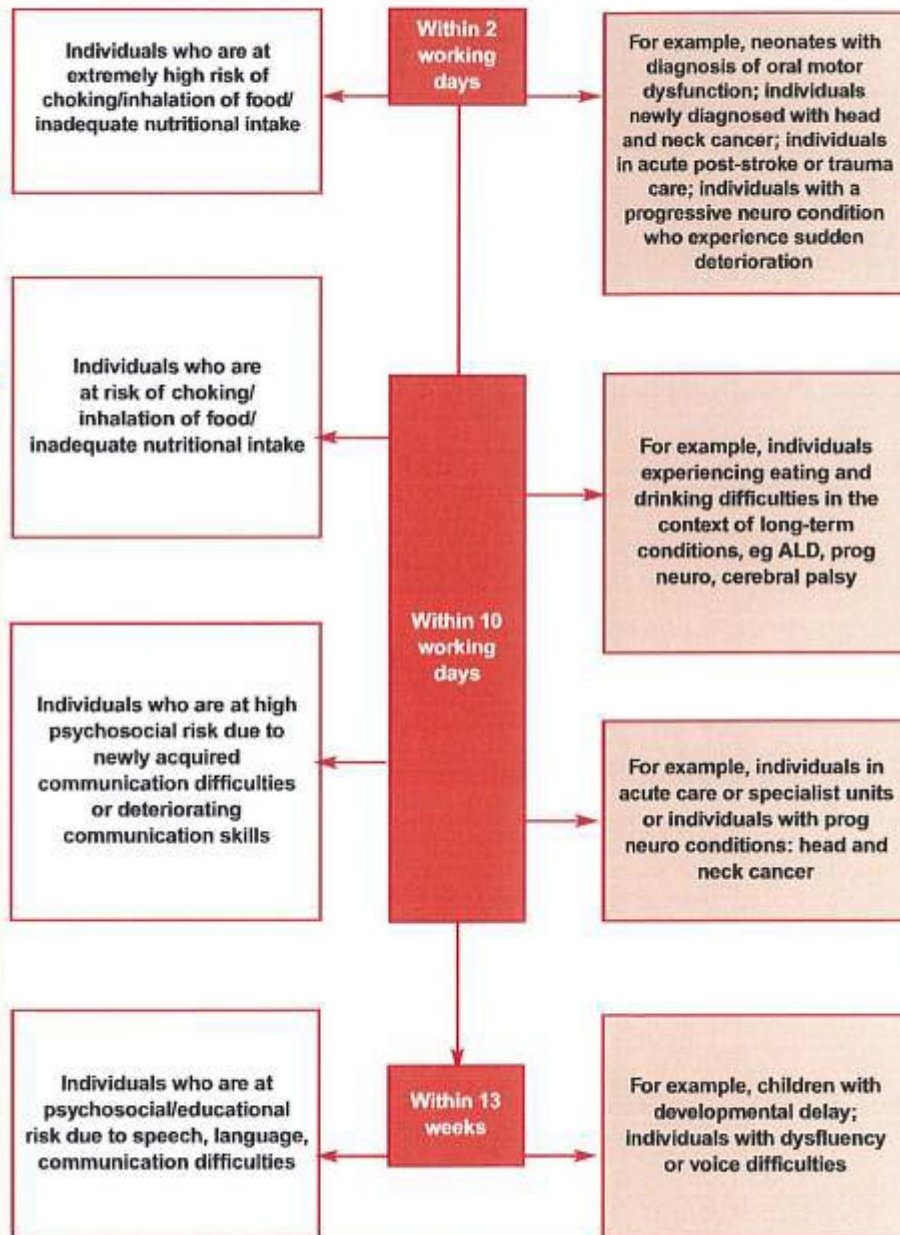 Individuals who are at
extremely high risk of
choking/inhalation of food/
inadequate nutritional intake
Within 2
working
days
For example, neonates with
diagnosis of oral motor
dysfunction; individuals
newly diagnosed with head
and neck cancer; individuals
in acute post-stroke or trauma
care; individuals with a
progressive neuro condition
who experience sudden
deterioration
Individuals who are
at risk of choking/
inhalation of food/
inadequate nutritional intake
For example, individuals
experiencing eating and
drinking difficulties in the
context of long-term
conditions, eg ALD, prog
neuro, cerebral palsy
Within 10
working
days
Individuals who are at high
psychosocial risk due to
newly acquired
communication difficulties
or deteriorating
communication skills
For example, individuals in
acute care or specialist units
or individuals with prog
neuro conditions: head and
neck cancer
Individuals who are at
psychosocial/educational
risk due to speech, language,
communication difficulties
Within 13
weeks
For example, children with
developmental delay;
individuals with dysfluency
or voice difficulties